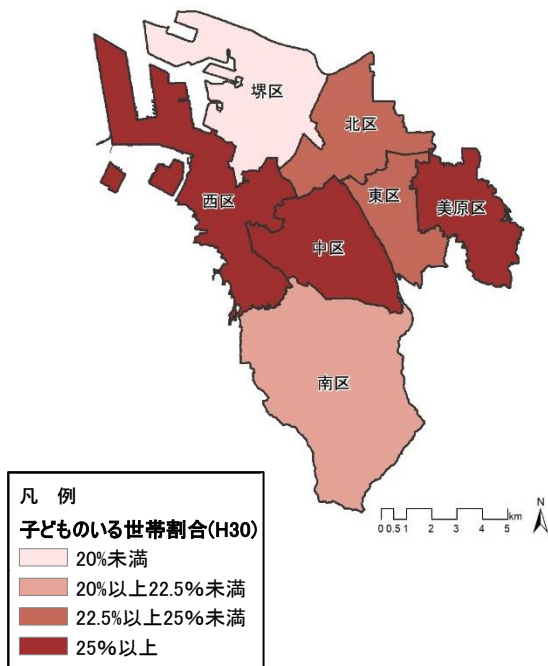 堺区
北区
西区
東区
美原区
中区
南区
凡 例
子どものいる世帯割合(H30)
20%未満
20%以上22.5%未満
22.5%以上25%未満
25%以上
N
km
0 0.5 1 2 3 4 5